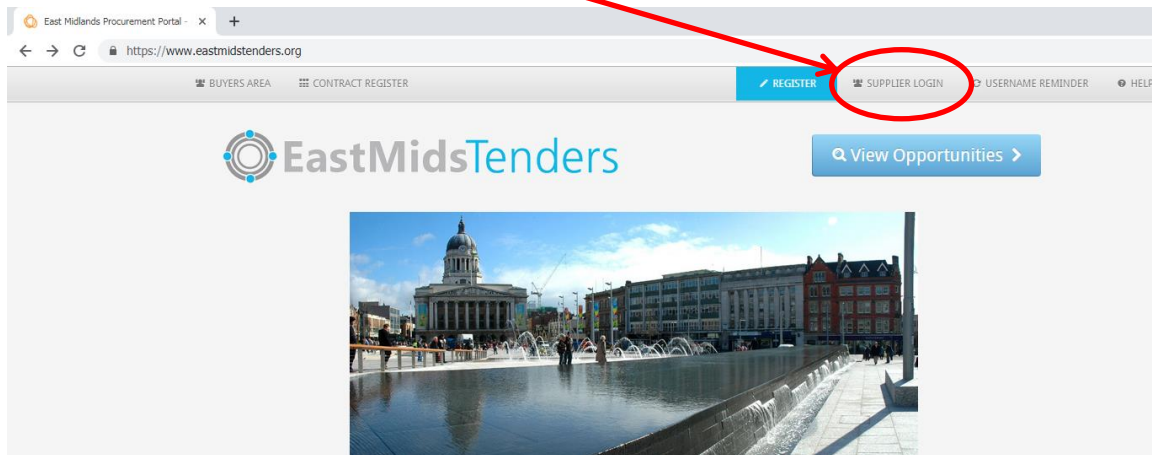 East Midlands Procurement Portal -
https://www.eastmidstenders.org
BUYERS AREA CONTRACT REGISTER REGISTER SUPPLIER LOGIN USERNAME REMINDER HELP
EastMidsTenders
View Opportunities